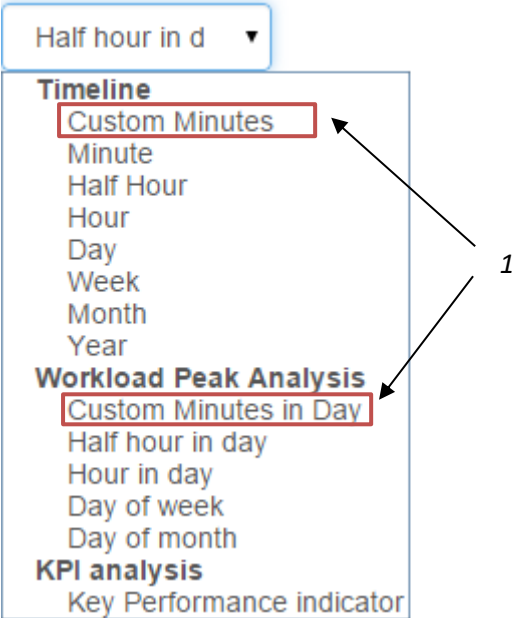 Half hour in d
Timeline
Custom Minutes
Minute
Half Hour
Hour
Day
Week
Month
Year
Workload Peak Analysis
Custom Minutes in Day
Half hour in day
Hour in day
Day of week
Day of month
KPI analysis
Key Performance indicator
1